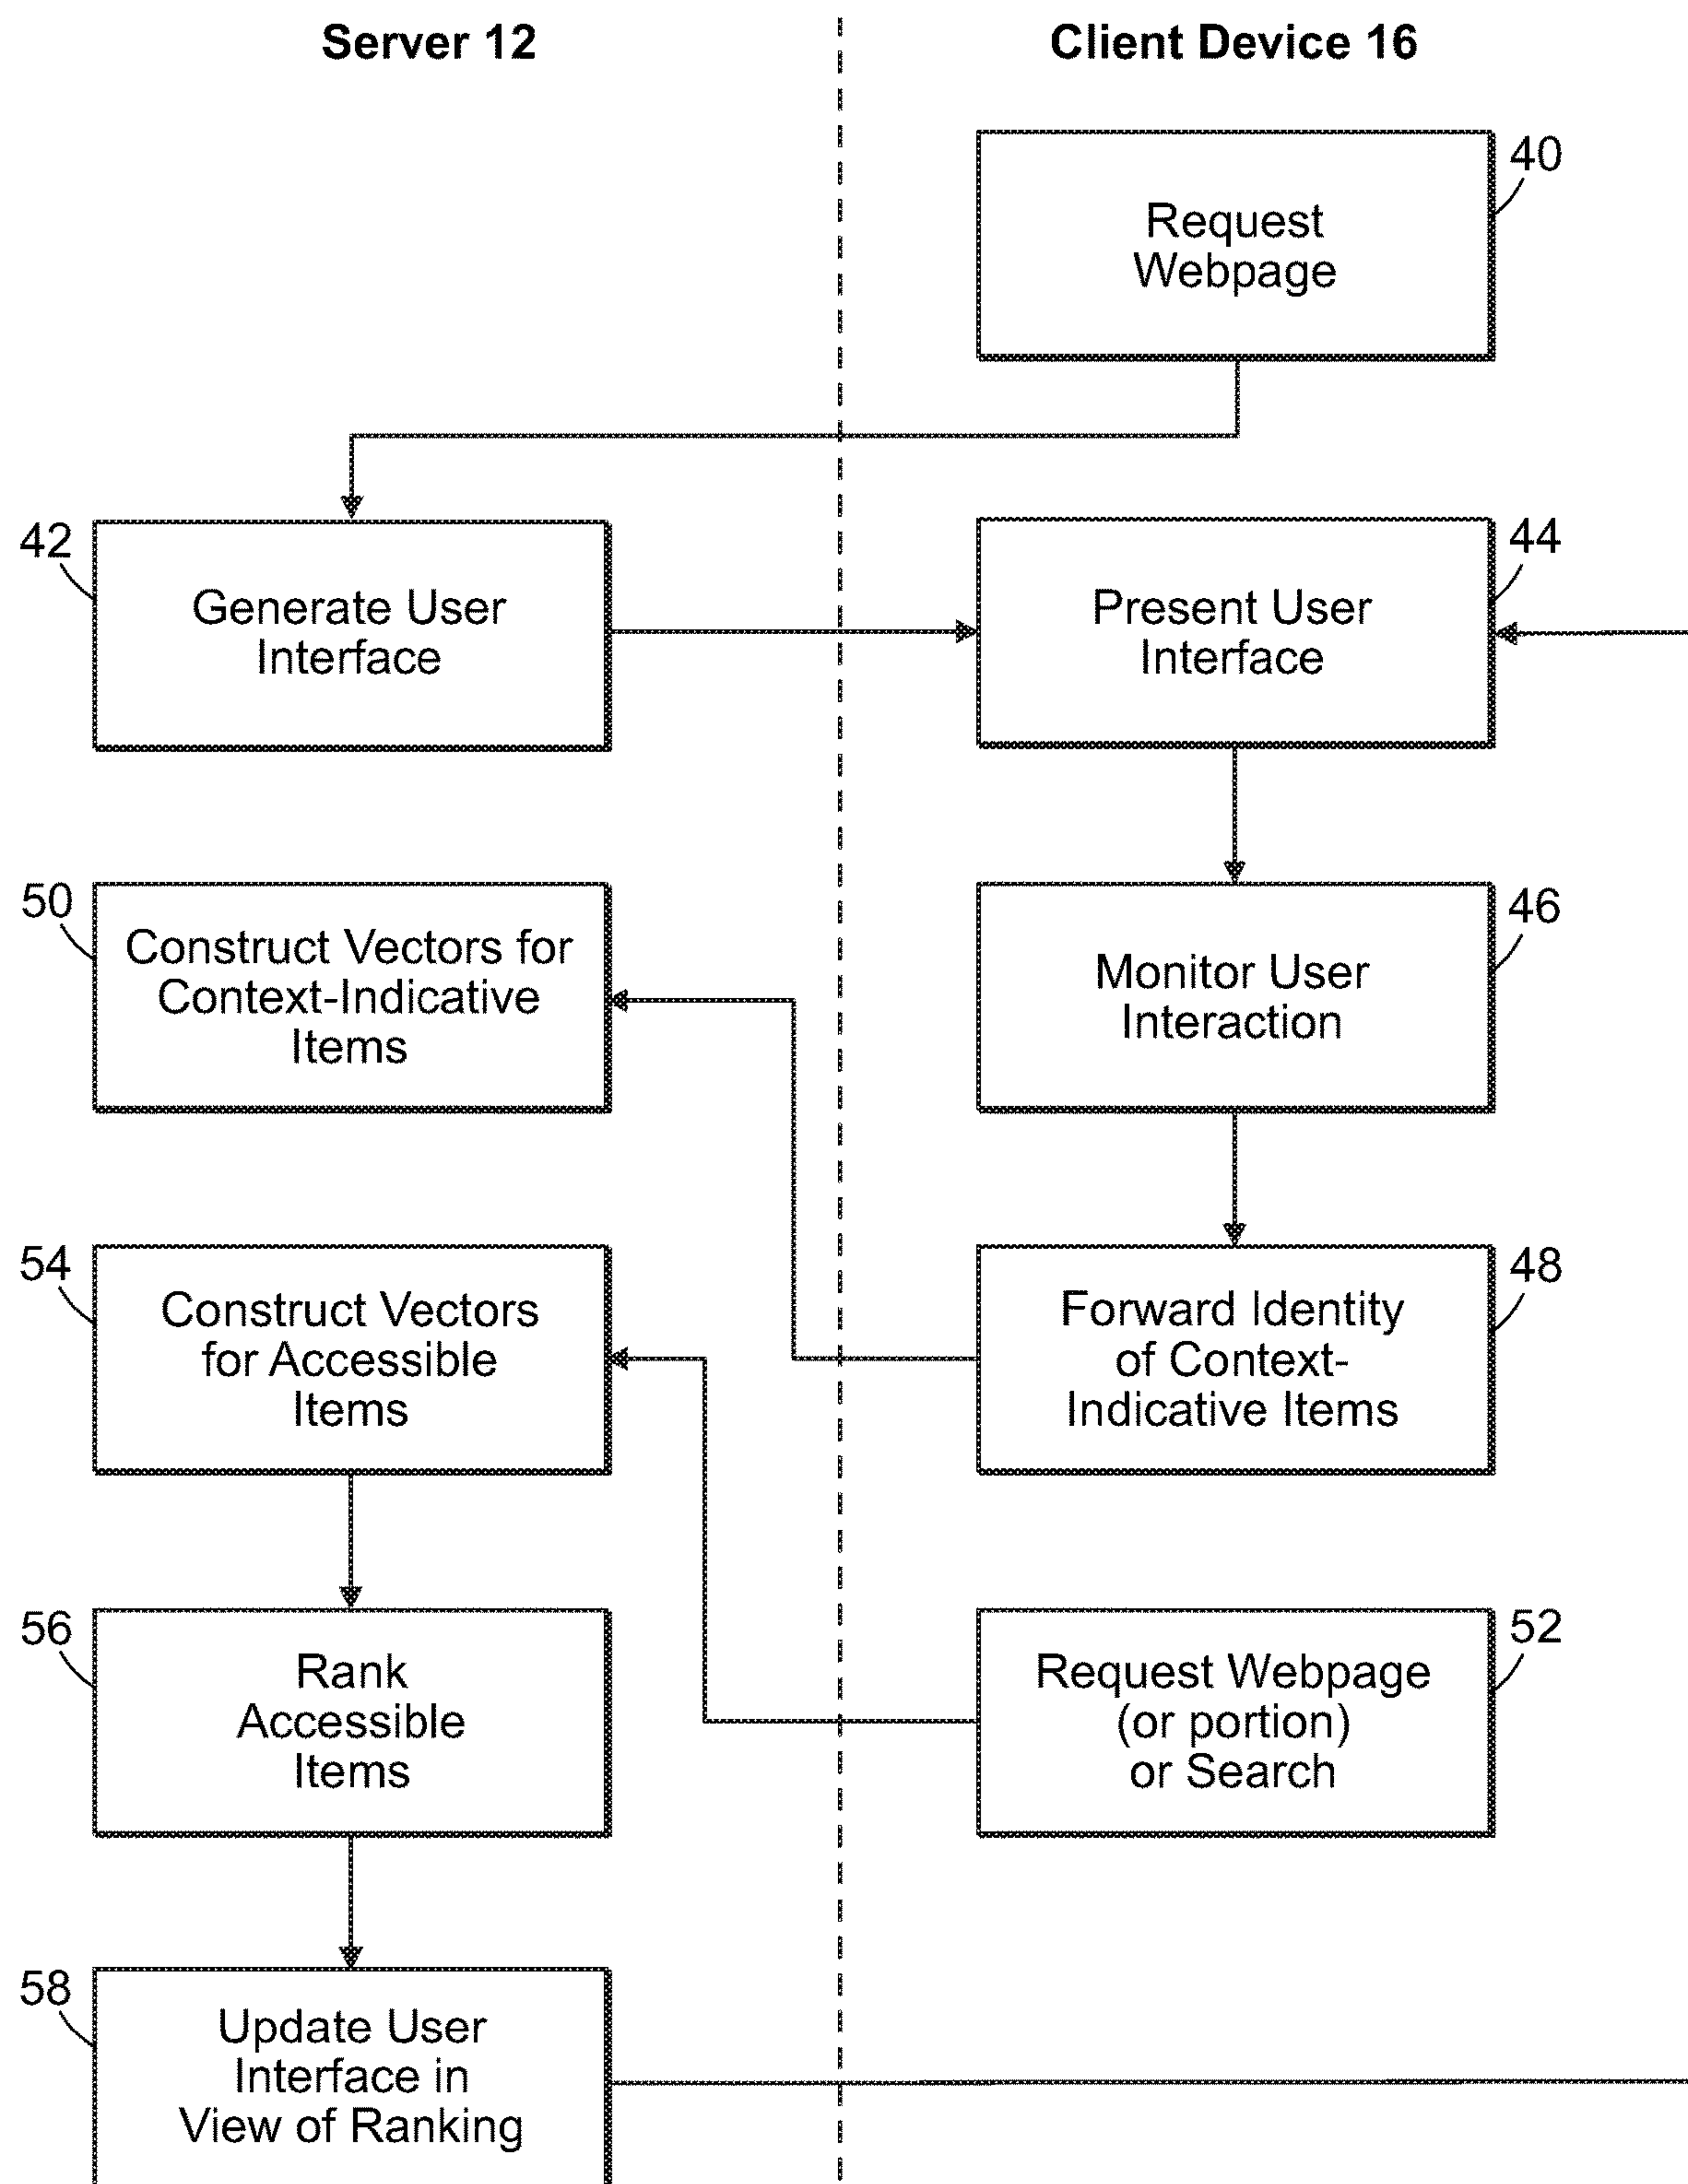 Server 12
Client Device 16
40
Request
Webpage
42
Generate User
Interface
44
Present User
Interface
50
Construct Vectors for
Context-Indicative
Items
46
Monitor User
Interaction
54
Construct Vectors
for Accessible
Items
48
Forward Identity
of Context-
Indicative Items
56
Rank
Accessible
Items
52
Request Webpage
(or portion)
or Search
58
Update User
Interface in
View of Ranking